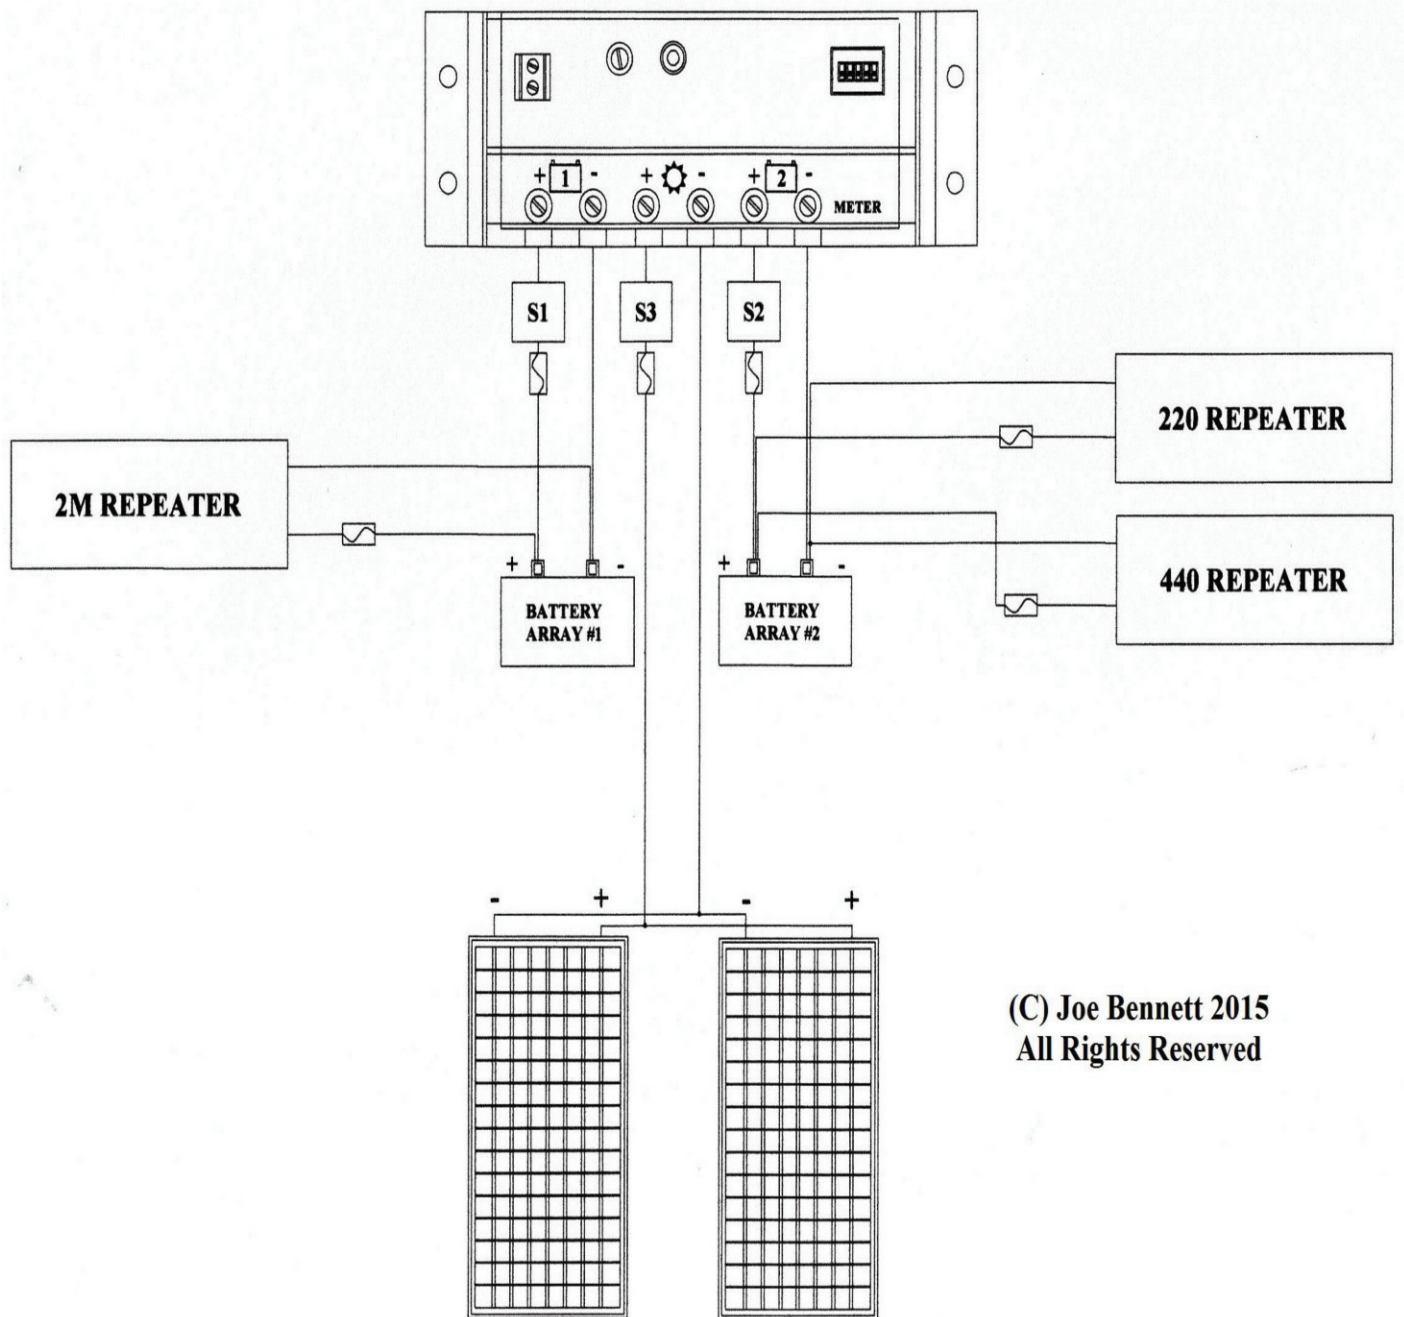 + 1 - + - + 2 -
METER
S1 S3 S2
220 REPEATER
2M REPEATER
440 REPEATER
+ - + -
BATTERY
ARRAY #1
BATTERY
ARRAY #2
- + - +
(C) Joe Bennett 2015
All Rights Reserved